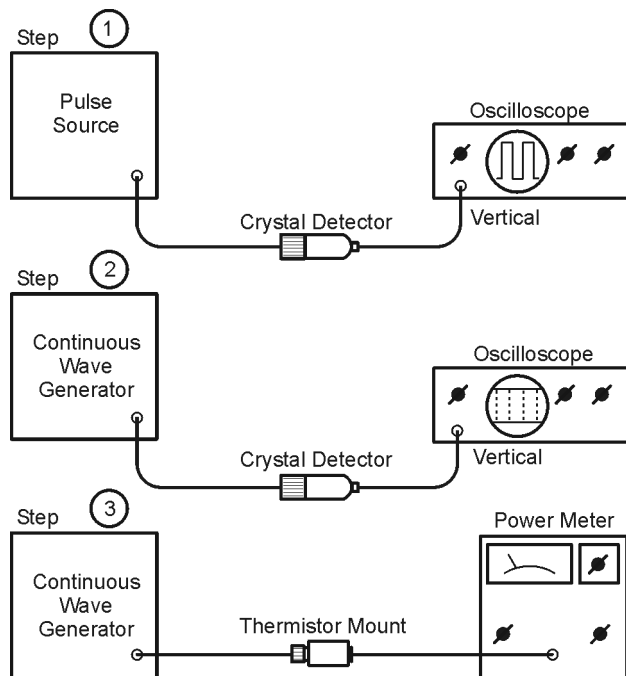 Step 1
Pulse
Source
Oscilloscope
Crystal Detector
Vertical
Step 2
Continuous
Wave
Generator
Oscilloscope
Crystal Detector
Vertical
Step 3
Continuous
Wave
Generator
Power Meter
Thermistor Mount